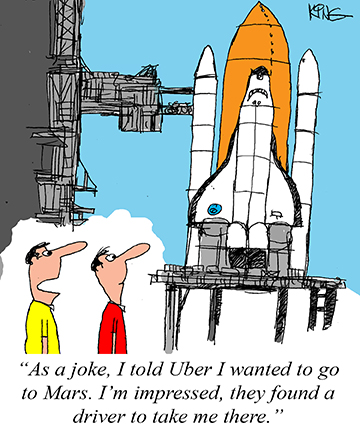 KING
"As a joke, I told Uber I wanted to go
to Mars. I'm impressed, they found a
driver to take me there."